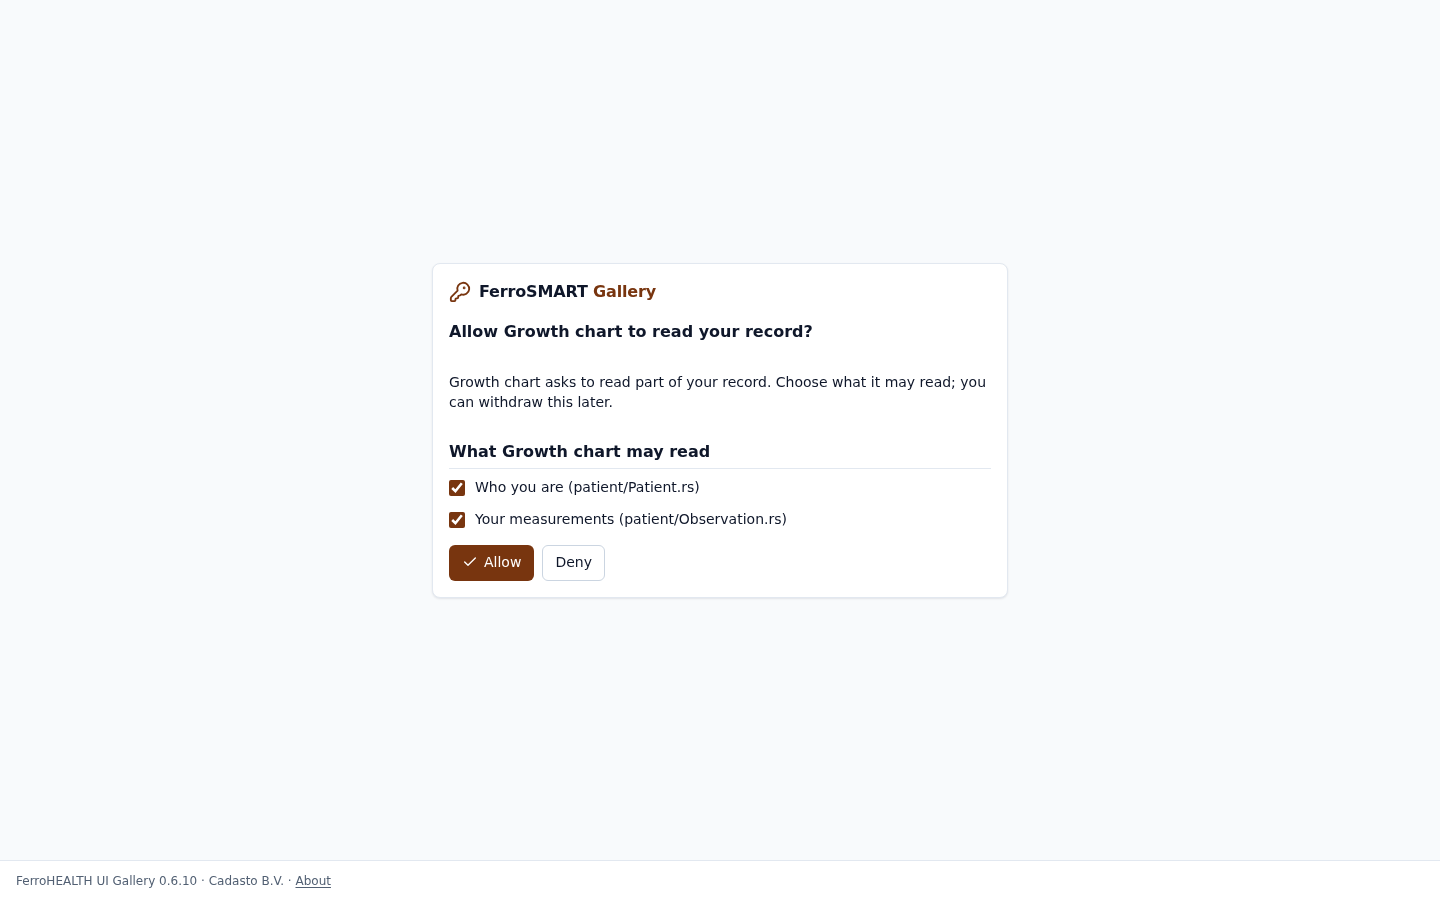 FerroSMART Gallery
Allow Growth chart to read your record?
Growth chart asks to read part of your record. Choose what it may read; you
can withdraw this later.
What Growth chart may read
Who you are (patient/Patient.rs)
Your measurements (patient/Observation.rs)
Allow Deny
FerroHEALTH UI Gallery 0.6.10 · Cadasto B.V. · About